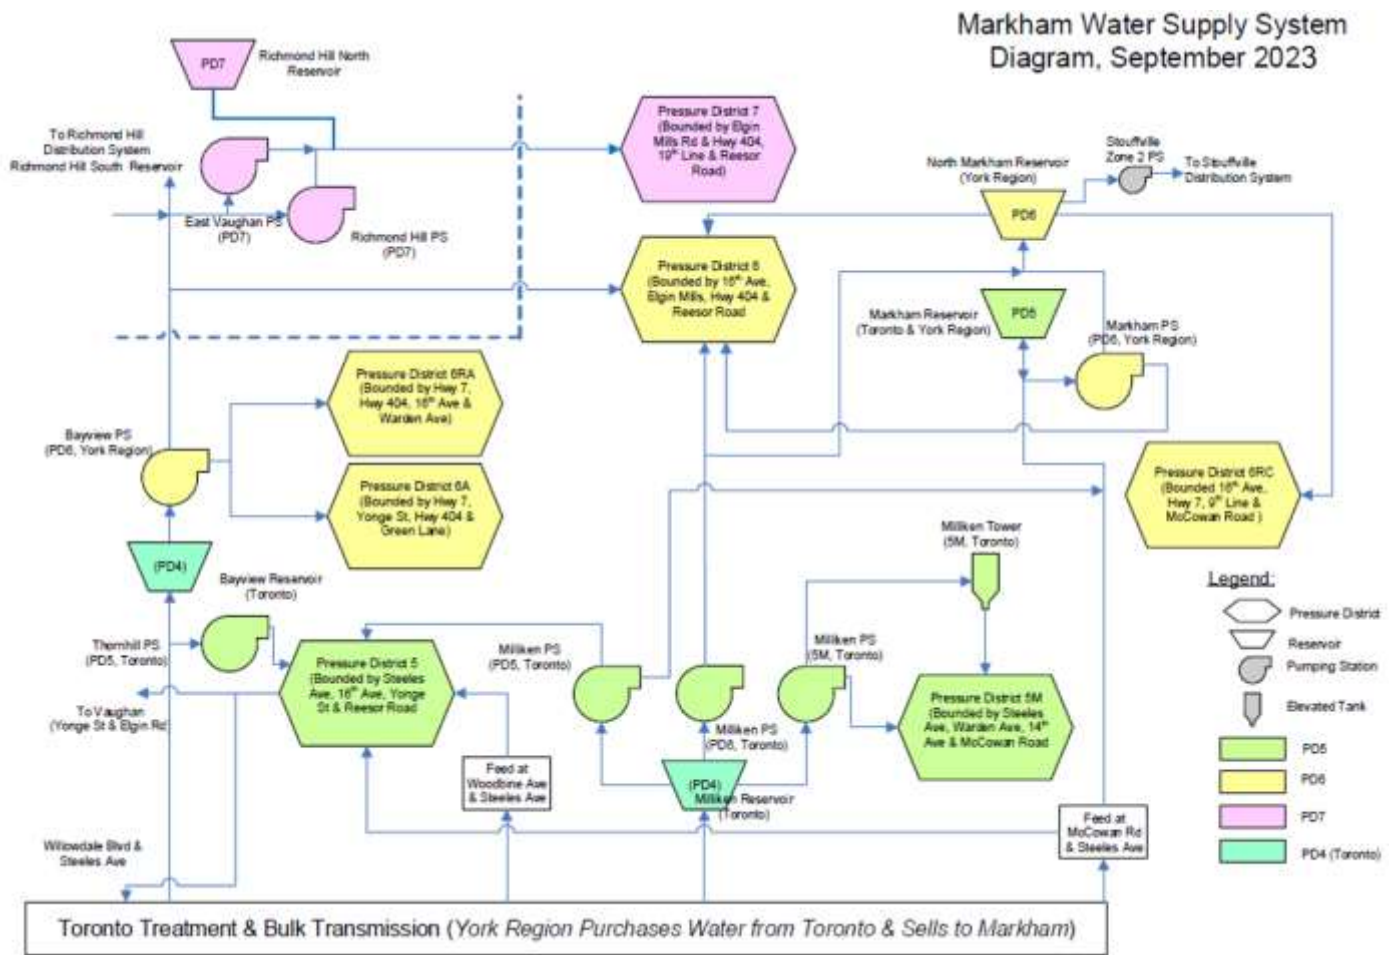 Markham Water Supply System
Diagram, September 2023
PD7
Richmond Hill North
Reservoir
To Richmond Hill
Distribution System
Richmond Hill South Reservoir
East Vaughan PS
(PD7)
Richmond Hill PS
(PD7)
Pressure District 7
(Bounded by Elgin
Mills Rd & Hwy 404,
19th Line & Reesor
Road)
North Markham Reservoir
(York Region)
PD6
Stouffville
Zone 2 PS
To Stouffville
Distribution System
Pressure District 6
(Bounded by 16th Ave,
Elgin Mills, Hwy 404 &
Reesor Road
Markham Reservoir
(Toronto & York Region)
PD5
Markham PS
(PD6, York Region)
Pressure District 6RA
(Bounded by Hwy 7,
Hwy 404, 16th Ave &
Warden Ave)
Bayview PS
(PD6, York Region)
Pressure District 6A
(Bounded by Hwy 7,
Yonge St, Hwy 404 &
Green Lane)
Pressure District 6RC
(Bounded 16th Ave,
Hwy 7, 9th Line &
McCowan Road )
(PD4)
Bayview Reservoir
(Toronto)
Thornhill PS
(PD5, Toronto)
To Vaughan
(Yonge St & Elgin Rd)
Pressure District 5
(Bounded by Steeles
Ave, 16th Ave, Yonge
St & Reesor Road
Milliken PS
(PD5, Toronto)
Milliken PS
(PD6, Toronto)
Milliken PS
(5M, Toronto)
Milliken Tower
(5M, Toronto)
Pressure District 5M
(Bounded by Steeles
Ave, Warden Ave, 14th
Ave & McCowan Road
(PD4)
Milliken Reservoir
(Toronto)
Feed at
Woodbine Ave
& Steeles Ave
Feed at
McCowan Rd
& Steeles Ave
Willowdale Blvd &
Steeles Ave
Legend:
Pressure District
Reservoir
Pumping Station
Elevated Tank
PD5
PD6
PD7
PD4 (Toronto)
Toronto Treatment & Bulk Transmission (York Region Purchases Water from Toronto & Sells to Markham)